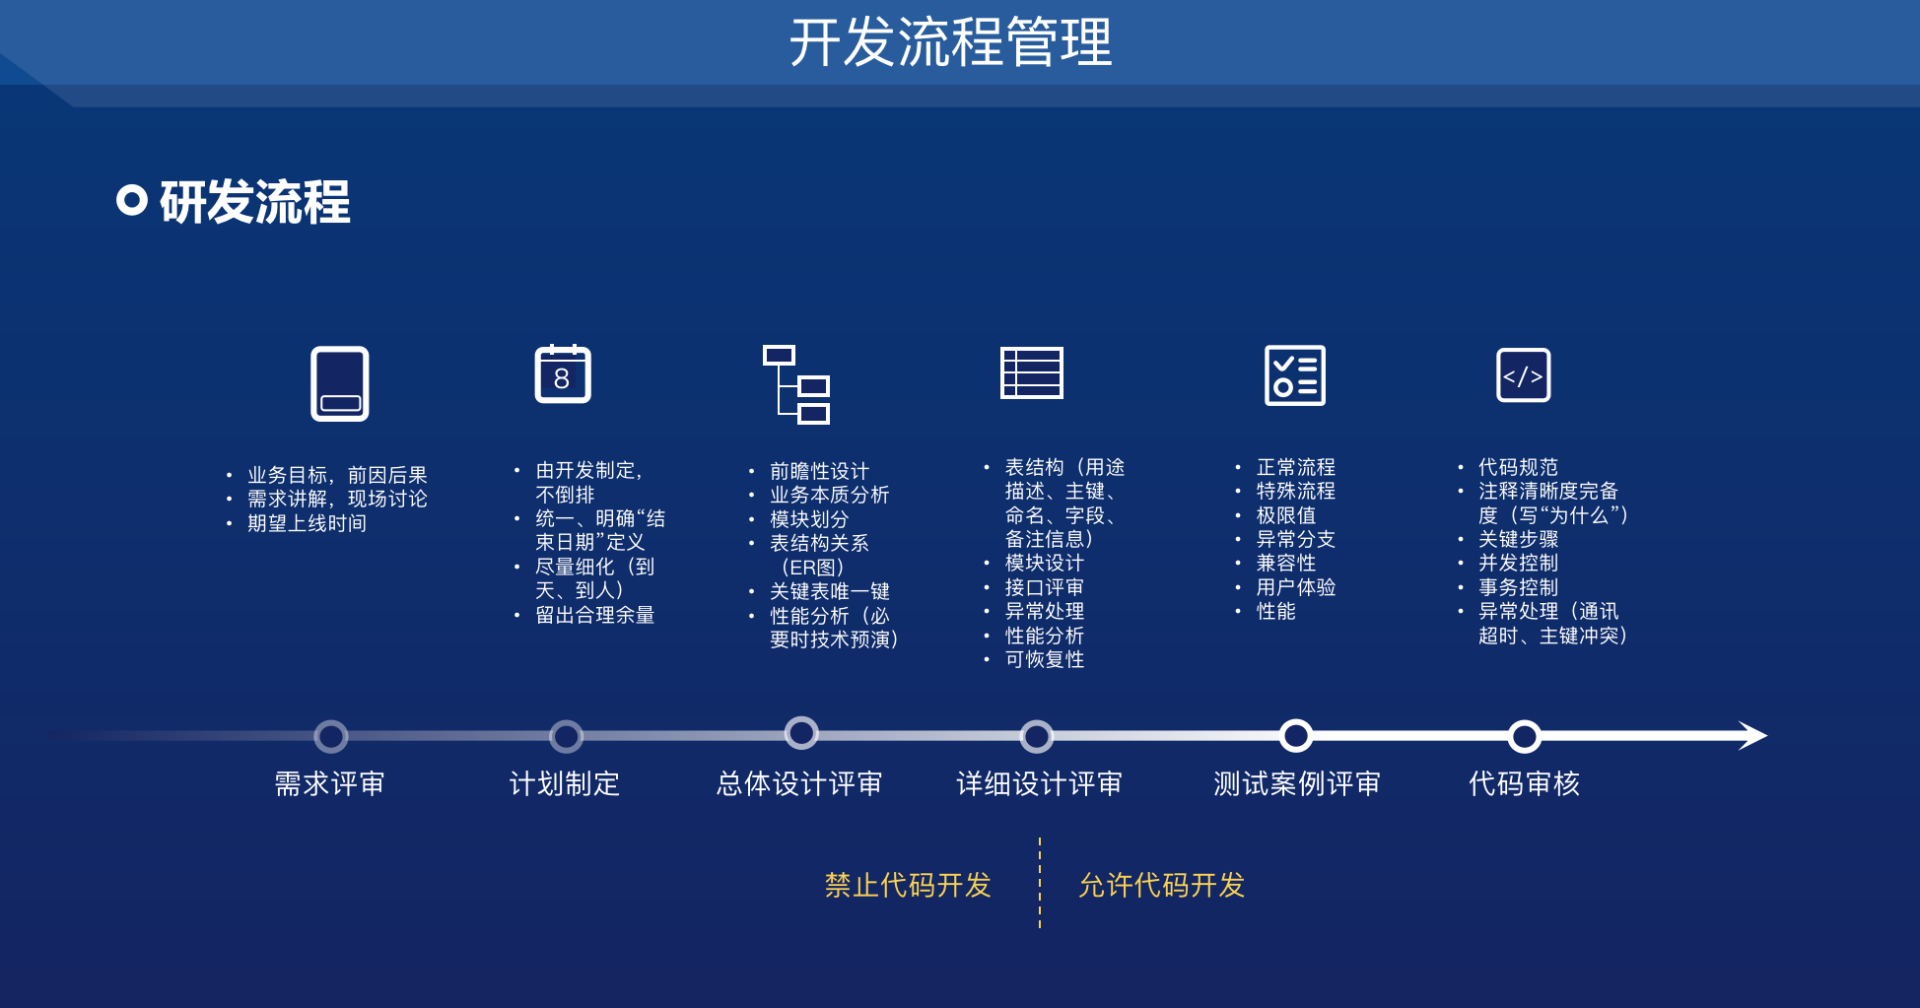 开发流程管理
研发流程
8
</>
• 业务目标，前因后果
• 需求讲解，现场讨论
• 期望上线时间
• 由开发制定，
不倒排
• 统一、明确“结
束日期”定义
• 尽量细化（到
天、到人）
• 留出合理余量
• 前瞻性设计
• 业务本质分析
• 模块划分
• 表结构关系
（ER图）
• 关键表唯一键
• 性能分析（必
要时技术预演）
• 表结构（用途
描述、主键、
命名、字段、
备注信息）
• 模块设计
• 接口评审
• 异常处理
• 性能分析
• 可恢复性
• 正常流程
• 特殊流程
• 极限值
• 异常分支
• 兼容性
• 用户体验
• 性能
• 代码规范
• 注释清晰度完备
度（写“为什么”）
• 关键步骤
• 并发控制
• 事务控制
• 异常处理（通讯
超时、主键冲突）
需求评审
计划制定
总体设计评审
详细设计评审
测试案例评审
代码审核
禁止代码开发
允许代码开发